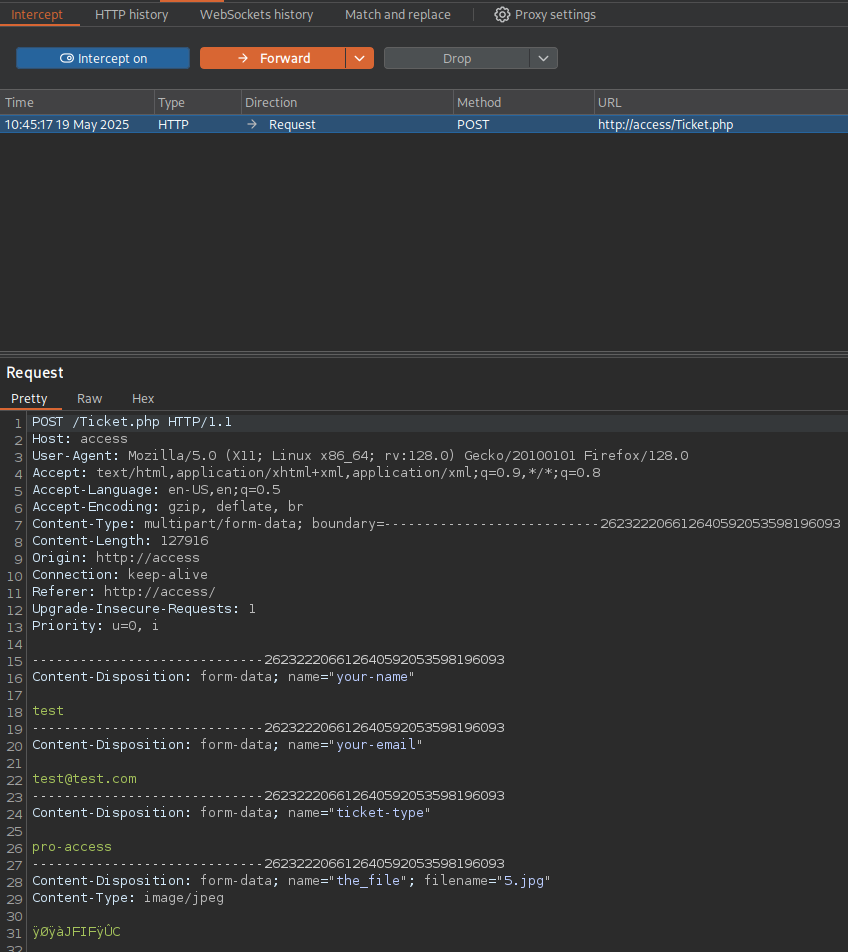 Intercept HTTP history WebSockets history Match and replace Proxy settings
Intercept on Forward Drop
Time Type Direction Method URL
10:45:17 19 May 2025 HTTP → Request POST http://access/Ticket.php
Request
Pretty Raw Hex
1 POST /Ticket.php HTTP/1.1
2 Host: access
3 User-Agent: Mozilla/5.0 (X11; Linux x86_64; rv:128.0) Gecko/20100101 Firefox/128.0
4 Accept: text/html,application/xhtml+xml,application/xml;q=0.9,*/*;q=0.8
5 Accept-Language: en-US,en;q=0.5
6 Accept-Encoding: gzip, deflate, br
7 Content-Type: multipart/form-data; boundary=---------------------------262322206612640592053598196093
8 Content-Length: 127916
9 Origin: http://access
10 Connection: keep-alive
11 Referer: http://access/
12 Upgrade-Insecure-Requests: 1
13 Priority: u=0, i
14
15 -----------------------------262322206612640592053598196093
16 Content-Disposition: form-data; name="your-name"
17
18 test
19 -----------------------------262322206612640592053598196093
20 Content-Disposition: form-data; name="your-email"
21
22 test@test.com
23 -----------------------------262322206612640592053598196093
24 Content-Disposition: form-data; name="ticket-type"
25
26 pro-access
27 -----------------------------262322206612640592053598196093
28 Content-Disposition: form-data; name="the_file"; filename="5.jpg"
29 Content-Type: image/jpeg
30
31 ÿØÿàJFIFÿÛC
32